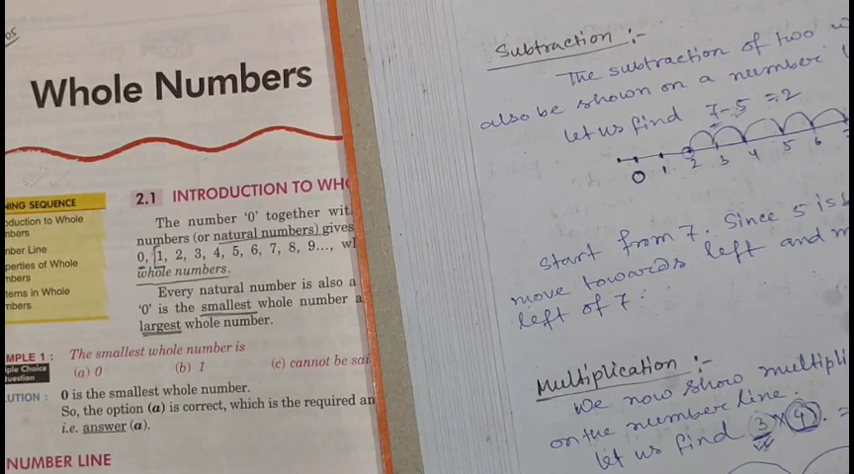 Whole Numbers
NING SEQUENCE
oduction to Whole
nbers
nber Line
perties of Whole
mbers
terns in Whole
mbers
2.1 INTRODUCTION TO WH
The number '0' together wit
numbers (or natural numbers) gives
0, 1, 2, 3, 4, 5, 6, 7, 8, 9..., wl
whole numbers.
Every natural number is also a
'0' is the smallest whole number a
largest whole number.
MPLE 1 : The smallest whole number is
iple Choice
uestion
(a) 0 (b) 1 (c) cannot be sai
UTION : 0 is the smallest whole number.
So, the option (a) is correct, which is the required an
i.e. answer (a).
NUMBER LINE
Subtraction :-
The subtraction of two w
also be shown on a number
let us find 7-5 =2
0 1 2 3 4 5 6
Start from 7. Since 5 is
move towards left and m
left of 7.
Multiplication :-
We now show multipli
on the number line.
let us find 3×4. =